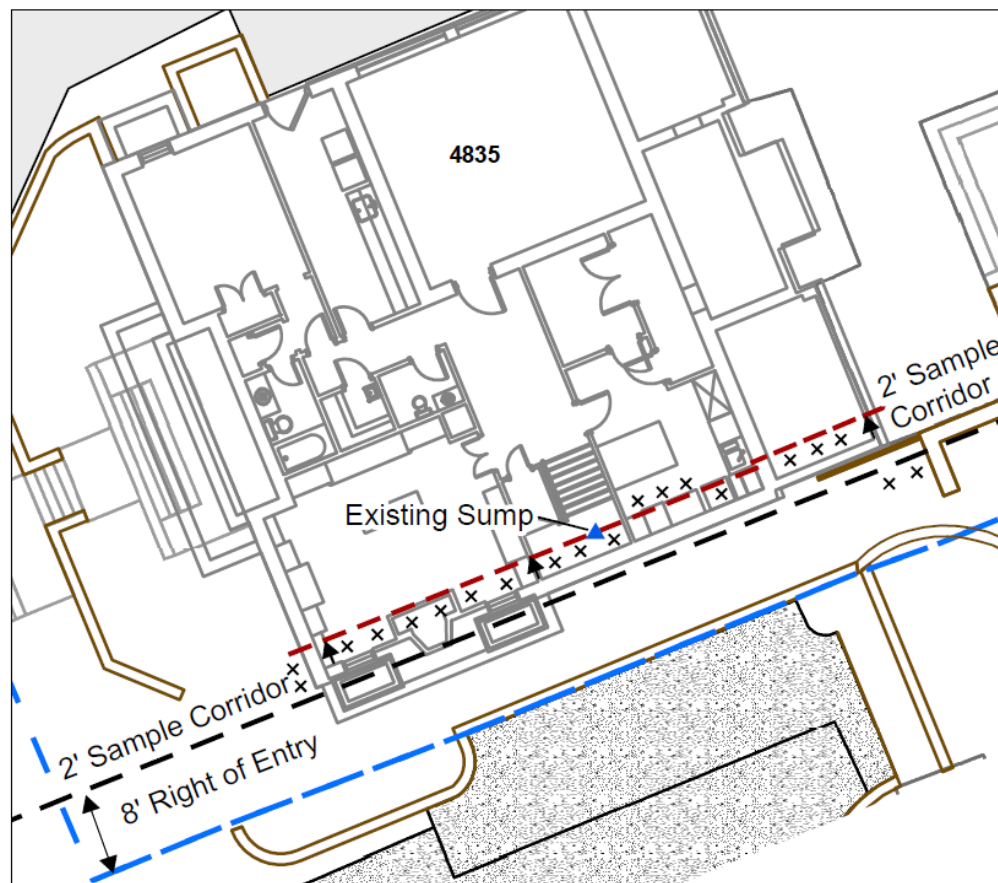 4835
2' Sample
Corridor
Existing Sump
2' Sample Corridor
8' Right of Entry